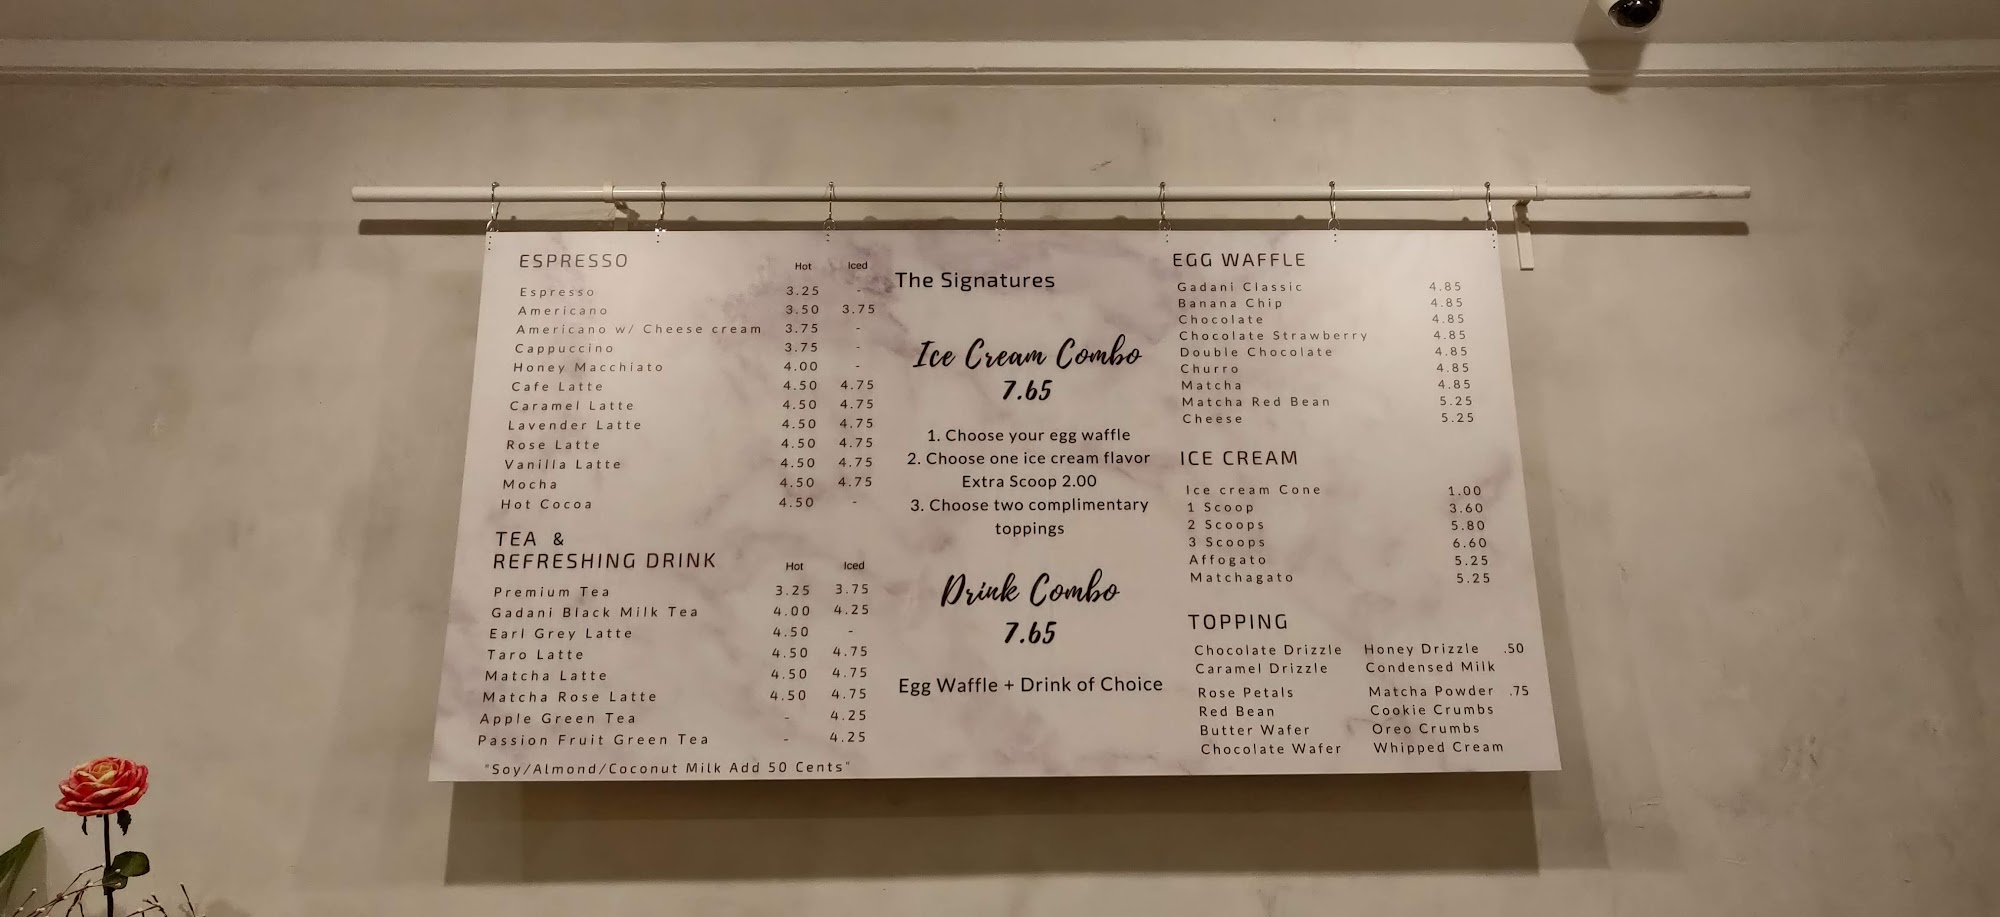 ESPRESSO Hot Iced
Espresso 3.25 -
Americano 3.50 3.75
Americano w/ Cheese cream 3.75 -
Cappuccino 3.75 -
Honey Macchiato 4.00 -
Cafe Latte 4.50 4.75
Caramel Latte 4.50 4.75
Lavender Latte 4.50 4.75
Rose Latte 4.50 4.75
Vanilla Latte 4.50 4.75
Mocha 4.50 4.75
Hot Cocoa 4.50 -
TEA &
REFRESHING DRINK Hot Iced
Premium Tea 3.25 3.75
Gadani Black Milk Tea 4.00 4.25
Earl Grey Latte 4.50 -
Taro Latte 4.50 4.75
Matcha Latte 4.50 4.75
Matcha Rose Latte 4.50 4.75
Apple Green Tea - 4.25
Passion Fruit Green Tea - 4.25
"Soy/Almond/Coconut Milk Add 50 Cents"
The Signatures
Ice Cream Combo
7.65
1. Choose your egg waffle
2. Choose one ice cream flavor
Extra Scoop 2.00
3. Choose two complimentary
toppings
Drink Combo
7.65
Egg Waffle + Drink of Choice
EGG WAFFLE
Gadani Classic 4.85
Banana Chip 4.85
Chocolate 4.85
Chocolate Strawberry 4.85
Double Chocolate 4.85
Churro 4.85
Matcha 4.85
Matcha Red Bean 5.25
Cheese 5.25
ICE CREAM
Ice cream Cone 1.00
1 Scoop 3.60
2 Scoops 5.80
3 Scoops 6.60
Affogato 5.25
Matchagato 5.25
TOPPING
Chocolate Drizzle Honey Drizzle .50
Caramel Drizzle Condensed Milk
Rose Petals Matcha Powder .75
Red Bean Cookie Crumbs
Butter Wafer Oreo Crumbs
Chocolate Wafer Whipped Cream